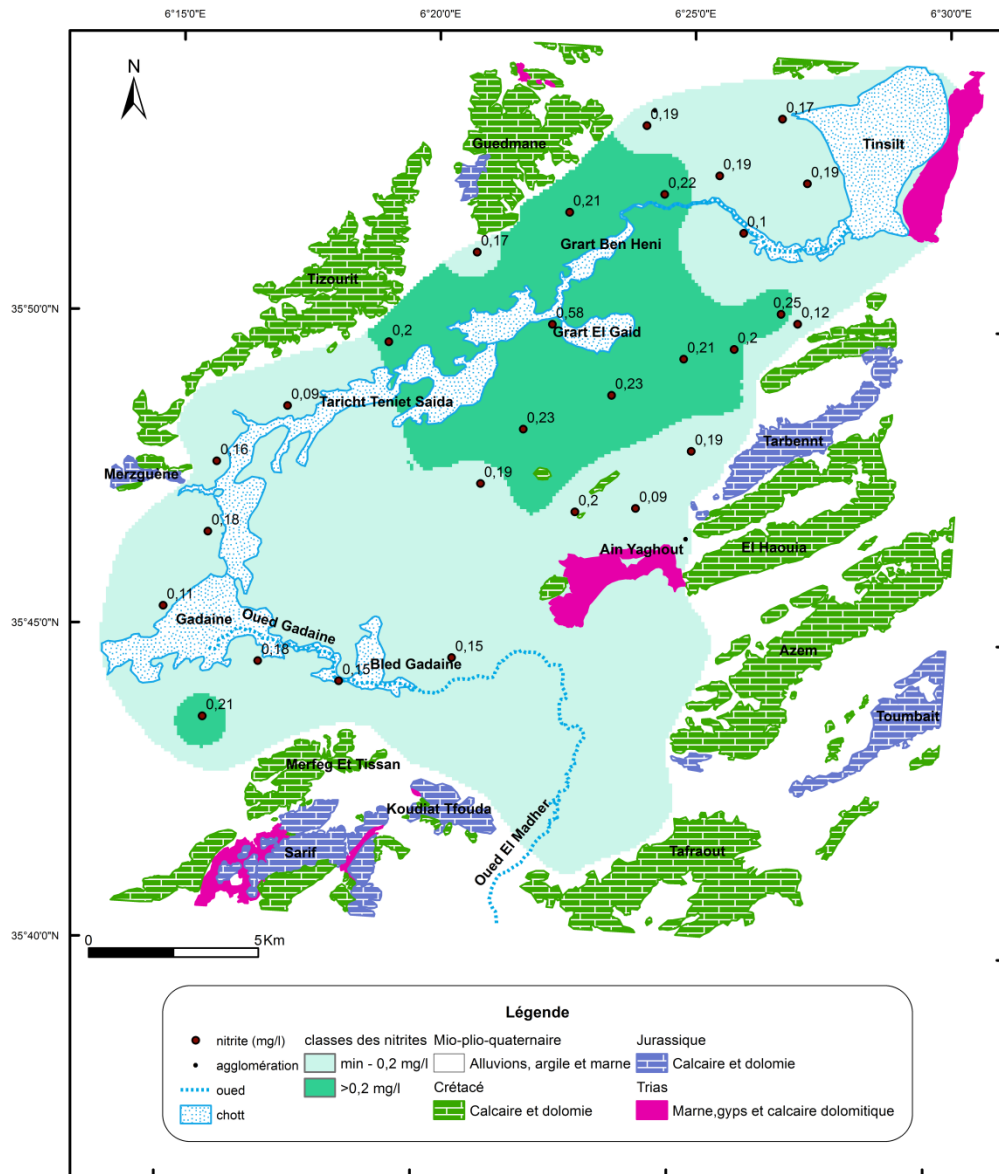 6°15'0"E 6°20'0"E 6°25'0"E 6°30'0"E
N
0,19
0,17
Guedmane
Tinsilt
0,19
0,19
0,22
0,21
0,1
0,17
Grart Ben Heni
Tizourit
35°50'0"N
0,25
0,12
0,58
0,2
Grart El Gaid
0,2
0,21
0,09
Taricht Teniet Saida
0,23
0,23
0,19
Tarbennt
0,16
Merzguène
0,19
0,2
0,09
0,18
Ain Yaghout
El Haouia
0,11
Gadaine
Oued Gadaine
35°45'0"N
0,18
Bled Gadaine
0,15
0,15
Azem
0,21
Toumbait
Merfeg Et Tissan
Koudiat Tfouda
Oued El Madher
Sarif
Tafraout
35°40'0"N
0 5Km
Légende
nitrite (mg/l)
agglomération
oued
chott
classes des nitrites
min - 0,2 mg/l
>0,2 mg/l
Mio-plio-quaternaire
Alluvions, argile et marne
Crétacé
Calcaire et dolomie
Jurassique
Calcaire et dolomie
Trias
Marne,gyps et calcaire dolomitique